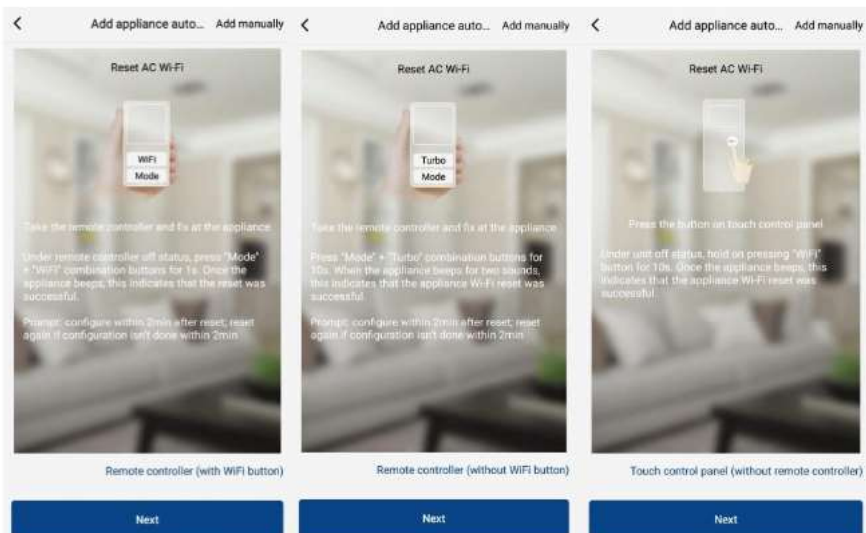 Add appliance auto... Add manually
Reset AC Wi-Fi
WiFi
Mode
Take the remote controller and fix at the appliance
Under remote controller off status, press "Mode"
+ "WiFi" combination buttons for 1s. Once the
appliance beeps, this indicates that the reset was
successful.
Prompt: configure within 2min after reset; reset
again if configuration isn't done within 2min
Remote controller (with WiFi button)
Next
Add appliance auto... Add manually
Reset AC Wi-Fi
Turbo
Mode
Take the remote controller and fix at the appliance
Press "Mode" + "Turbo" combination buttons for
10s. When the appliance beeps for two sounds,
this indicates that the appliance Wi-Fi reset was
successful.
Prompt: configure within 2min after reset; reset
again if configuration isn't done within 2min
Remote controller (without WiFi button)
Next
Add appliance auto... Add manually
Reset AC Wi-Fi
Press the button on touch control panel
Under unit off status, hold on pressing "WiFi"
button for 10s. Once the appliance beeps, this
indicates that the appliance Wi-Fi reset was
successful.
Touch control panel (without remote controller)
Next